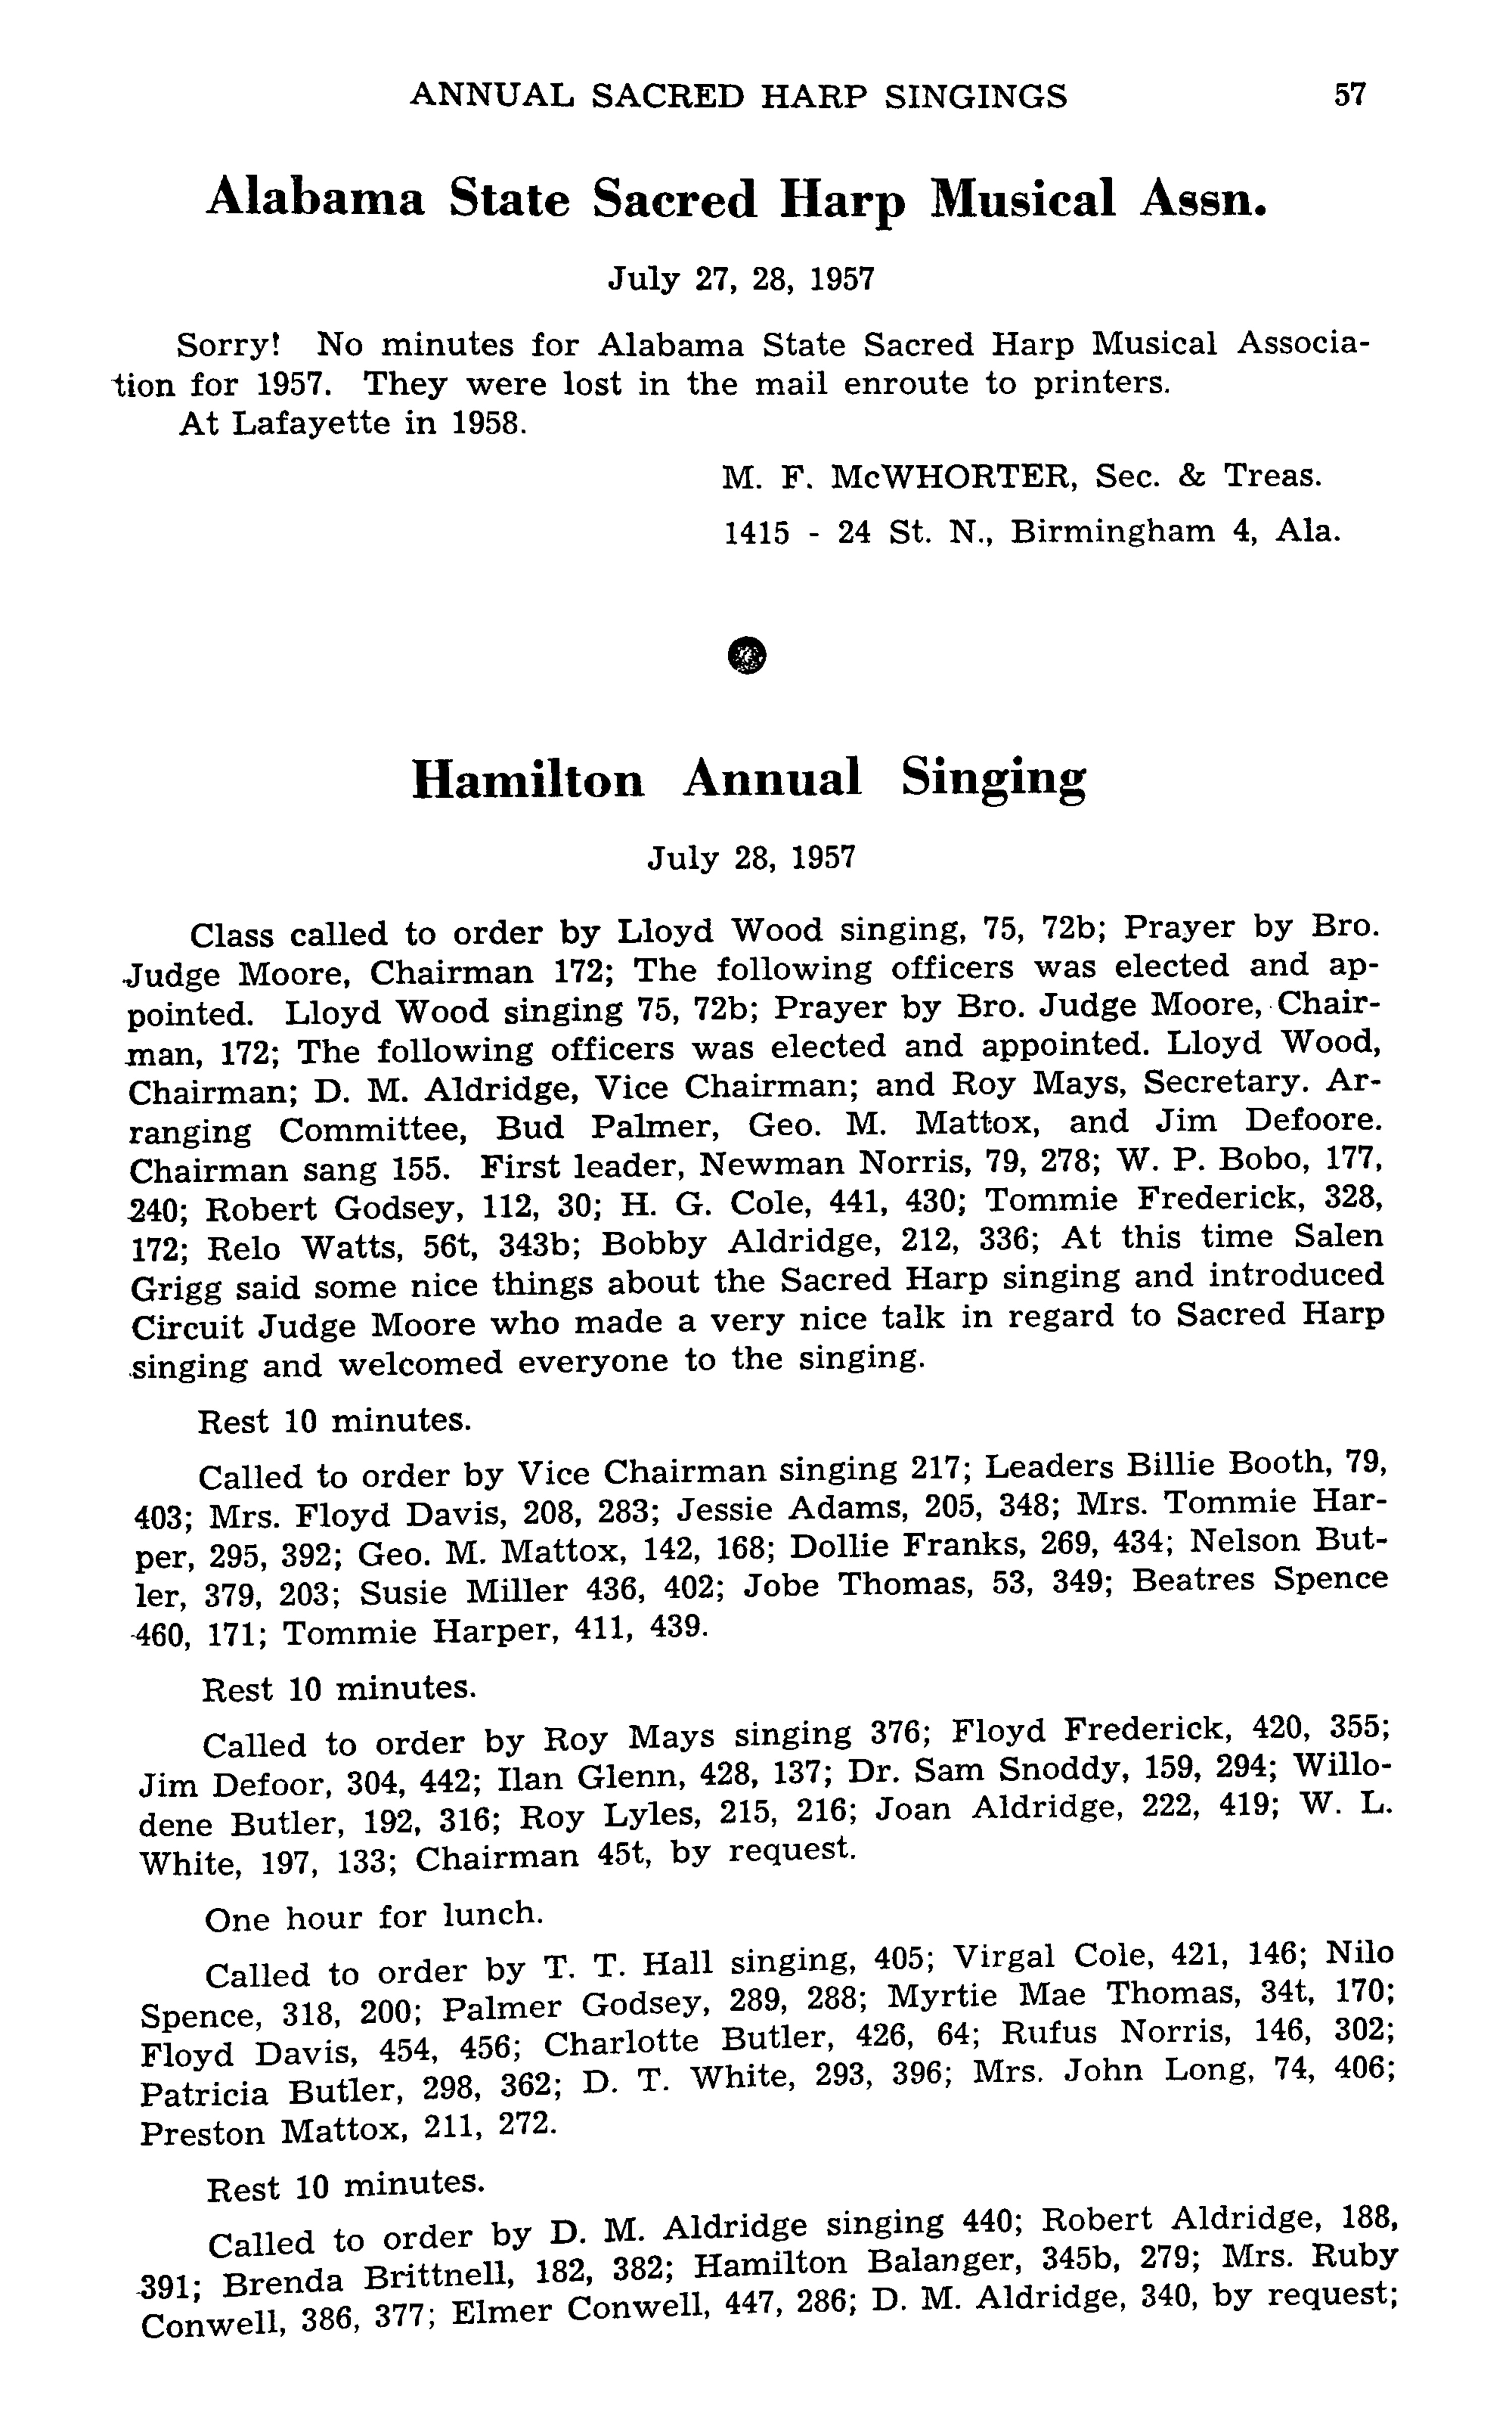 ANNUAL SACRED HARP SINGINGS 57
Alabama State Sacred Harp Musical Assn.
July 27, 28, 1957
Sorry! No minutes for Alabama State Sacred Harp Musical Associa-
tion for 1957. They were lost in the mail enroute to printers.
At Lafayette in 1958.
M. F. McWHORTER, Sec. & Treas.
1415 - 24 St. N., Birmingham 4, Ala.
Hamilton Annual Singing
July 28, 1957
Class called to order by Lloyd Wood singing, 75, 72b; Prayer by Bro.
Judge Moore, Chairman 172; The following officers was elected and ap-
pointed. Lloyd Wood singing 75, 72b; Prayer by Bro. Judge Moore, Chair-
man, 172; The following officers was elected and appointed. Lloyd Wood,
Chairman; D. M. Aldridge, Vice Chairman; and Roy Mays, Secretary. Ar-
ranging Committee, Bud Palmer, Geo. M. Mattox, and Jim Defoore.
Chairman sang 155. First leader, Newman Norris, 79, 278; W. P. Bobo, 177,
240; Robert Godsey, 112, 30; H. G. Cole, 441, 430; Tommie Frederick, 328,
172; Relo Watts, 56t, 343b; Bobby Aldridge, 212, 336; At this time Salen
Grigg said some nice things about the Sacred Harp singing and introduced
Circuit Judge Moore who made a very nice talk in regard to Sacred Harp
singing and welcomed everyone to the singing.
Rest 10 minutes.
Called to order by Vice Chairman singing 217; Leaders Billie Booth, 79,
403; Mrs. Floyd Davis, 208, 283; Jessie Adams, 205, 348; Mrs. Tommie Har-
per, 295, 392; Geo. M. Mattox, 142, 168; Dollie Franks, 269, 434; Nelson But-
ler, 379, 203; Susie Miller 436, 402; Jobe Thomas, 53, 349; Beatres Spence
460, 171; Tommie Harper, 411, 439.
Rest 10 minutes.
Called to order by Roy Mays singing 376; Floyd Frederick, 420, 355;
Jim Defoor, 304, 442; Ilan Glenn, 428, 137; Dr. Sam Snoddy, 159, 294; Willo-
dene Butler, 192, 316; Roy Lyles, 215, 216; Joan Aldridge, 222, 419; W. L.
White, 197, 133; Chairman 45t, by request.
One hour for lunch.
Called to order by T. T. Hall singing, 405; Virgal Cole, 421, 146; Nilo
Spence, 318, 200; Palmer Godsey, 289, 288; Myrtie Mae Thomas, 34t, 170;
Floyd Davis, 454, 456; Charlotte Butler, 426, 64; Rufus Norris, 146, 302;
Patricia Butler, 298, 362; D. T. White, 293, 396; Mrs. John Long, 74, 406;
Preston Mattox, 211, 272.
Rest 10 minutes.
Called to order by D. M. Aldridge singing 440; Robert Aldridge, 188,
391; Brenda Brittnell, 182, 382; Hamilton Balanger, 345b, 279; Mrs. Ruby
Conwell, 386, 377; Elmer Conwell, 447, 286; D. M. Aldridge, 340, by request;